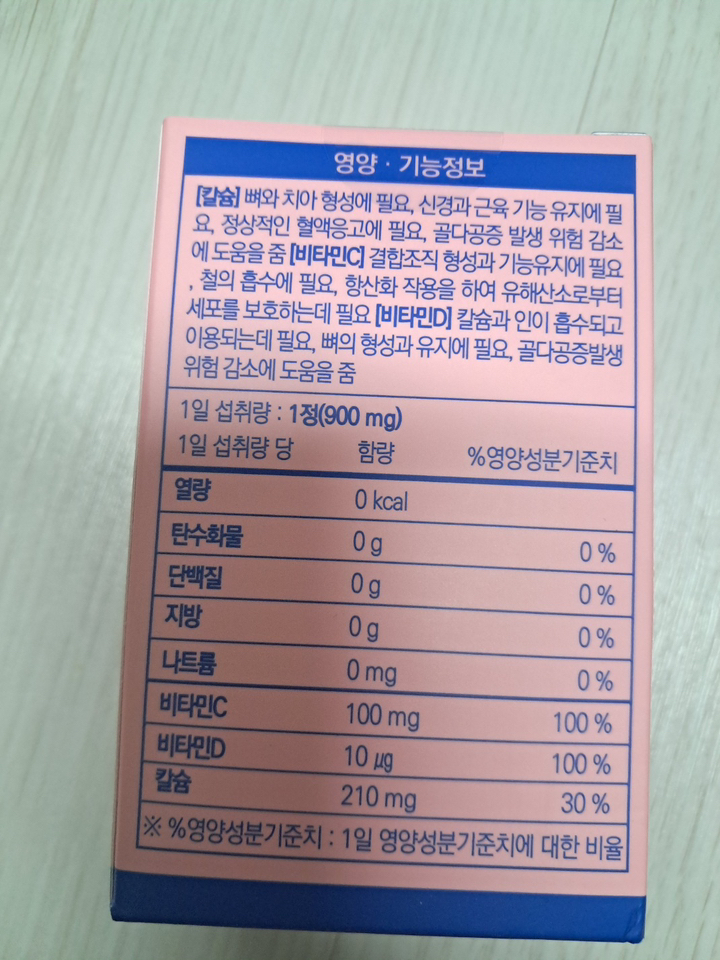 영양 · 기능정보
[칼슘] 뼈와 치아 형성에 필요, 신경과 근육 기능 유지에 필
요, 정상적인 혈액응고에 필요, 골다공증 발생 위험 감소
에 도움을 줌 [비타민C] 결합조직 형성과 기능유지에 필요
, 철의 흡수에 필요, 항산화 작용을 하여 유해산소로부터
세포를 보호하는데 필요 [비타민D] 칼슘과 인이 흡수되고
이용되는데 필요, 뼈의 형성과 유지에 필요, 골다공증발생
위험 감소에 도움을 줌
1일 섭취량 : 1정(900 mg)
1일 섭취량 당 함량 %영양성분기준치
열량 0 kcal
탄수화물 0 g 0 %
단백질 0 g 0 %
지방 0 g 0 %
나트륨 0 mg 0 %
비타민C 100 mg 100 %
비타민D 10 ㎍ 100 %
칼슘 210 mg 30 %
※ %영양성분기준치 : 1일 영양성분기준치에 대한 비율